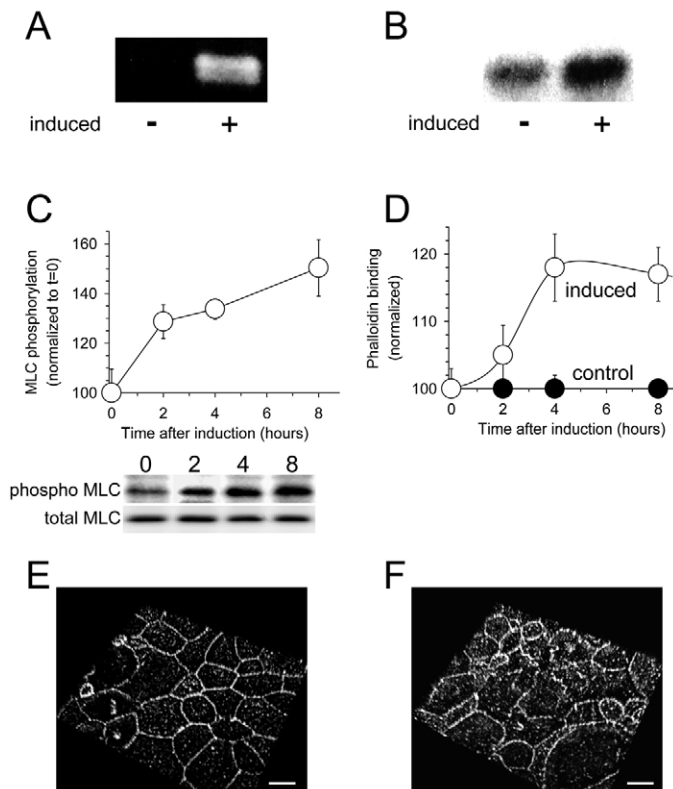 A
induced - +
B
induced - +
C
MLC phosphorylation
(normalized to t=0)
160
140
120
100
0 2 4 6 8
Time after induction (hours)
0 2 4 8
phospho MLC
total MLC
D
Phalloidin binding
(normalized)
120
112
104
100
induced
control
0 2 4 6 8
Time after induction (hours)
E
F